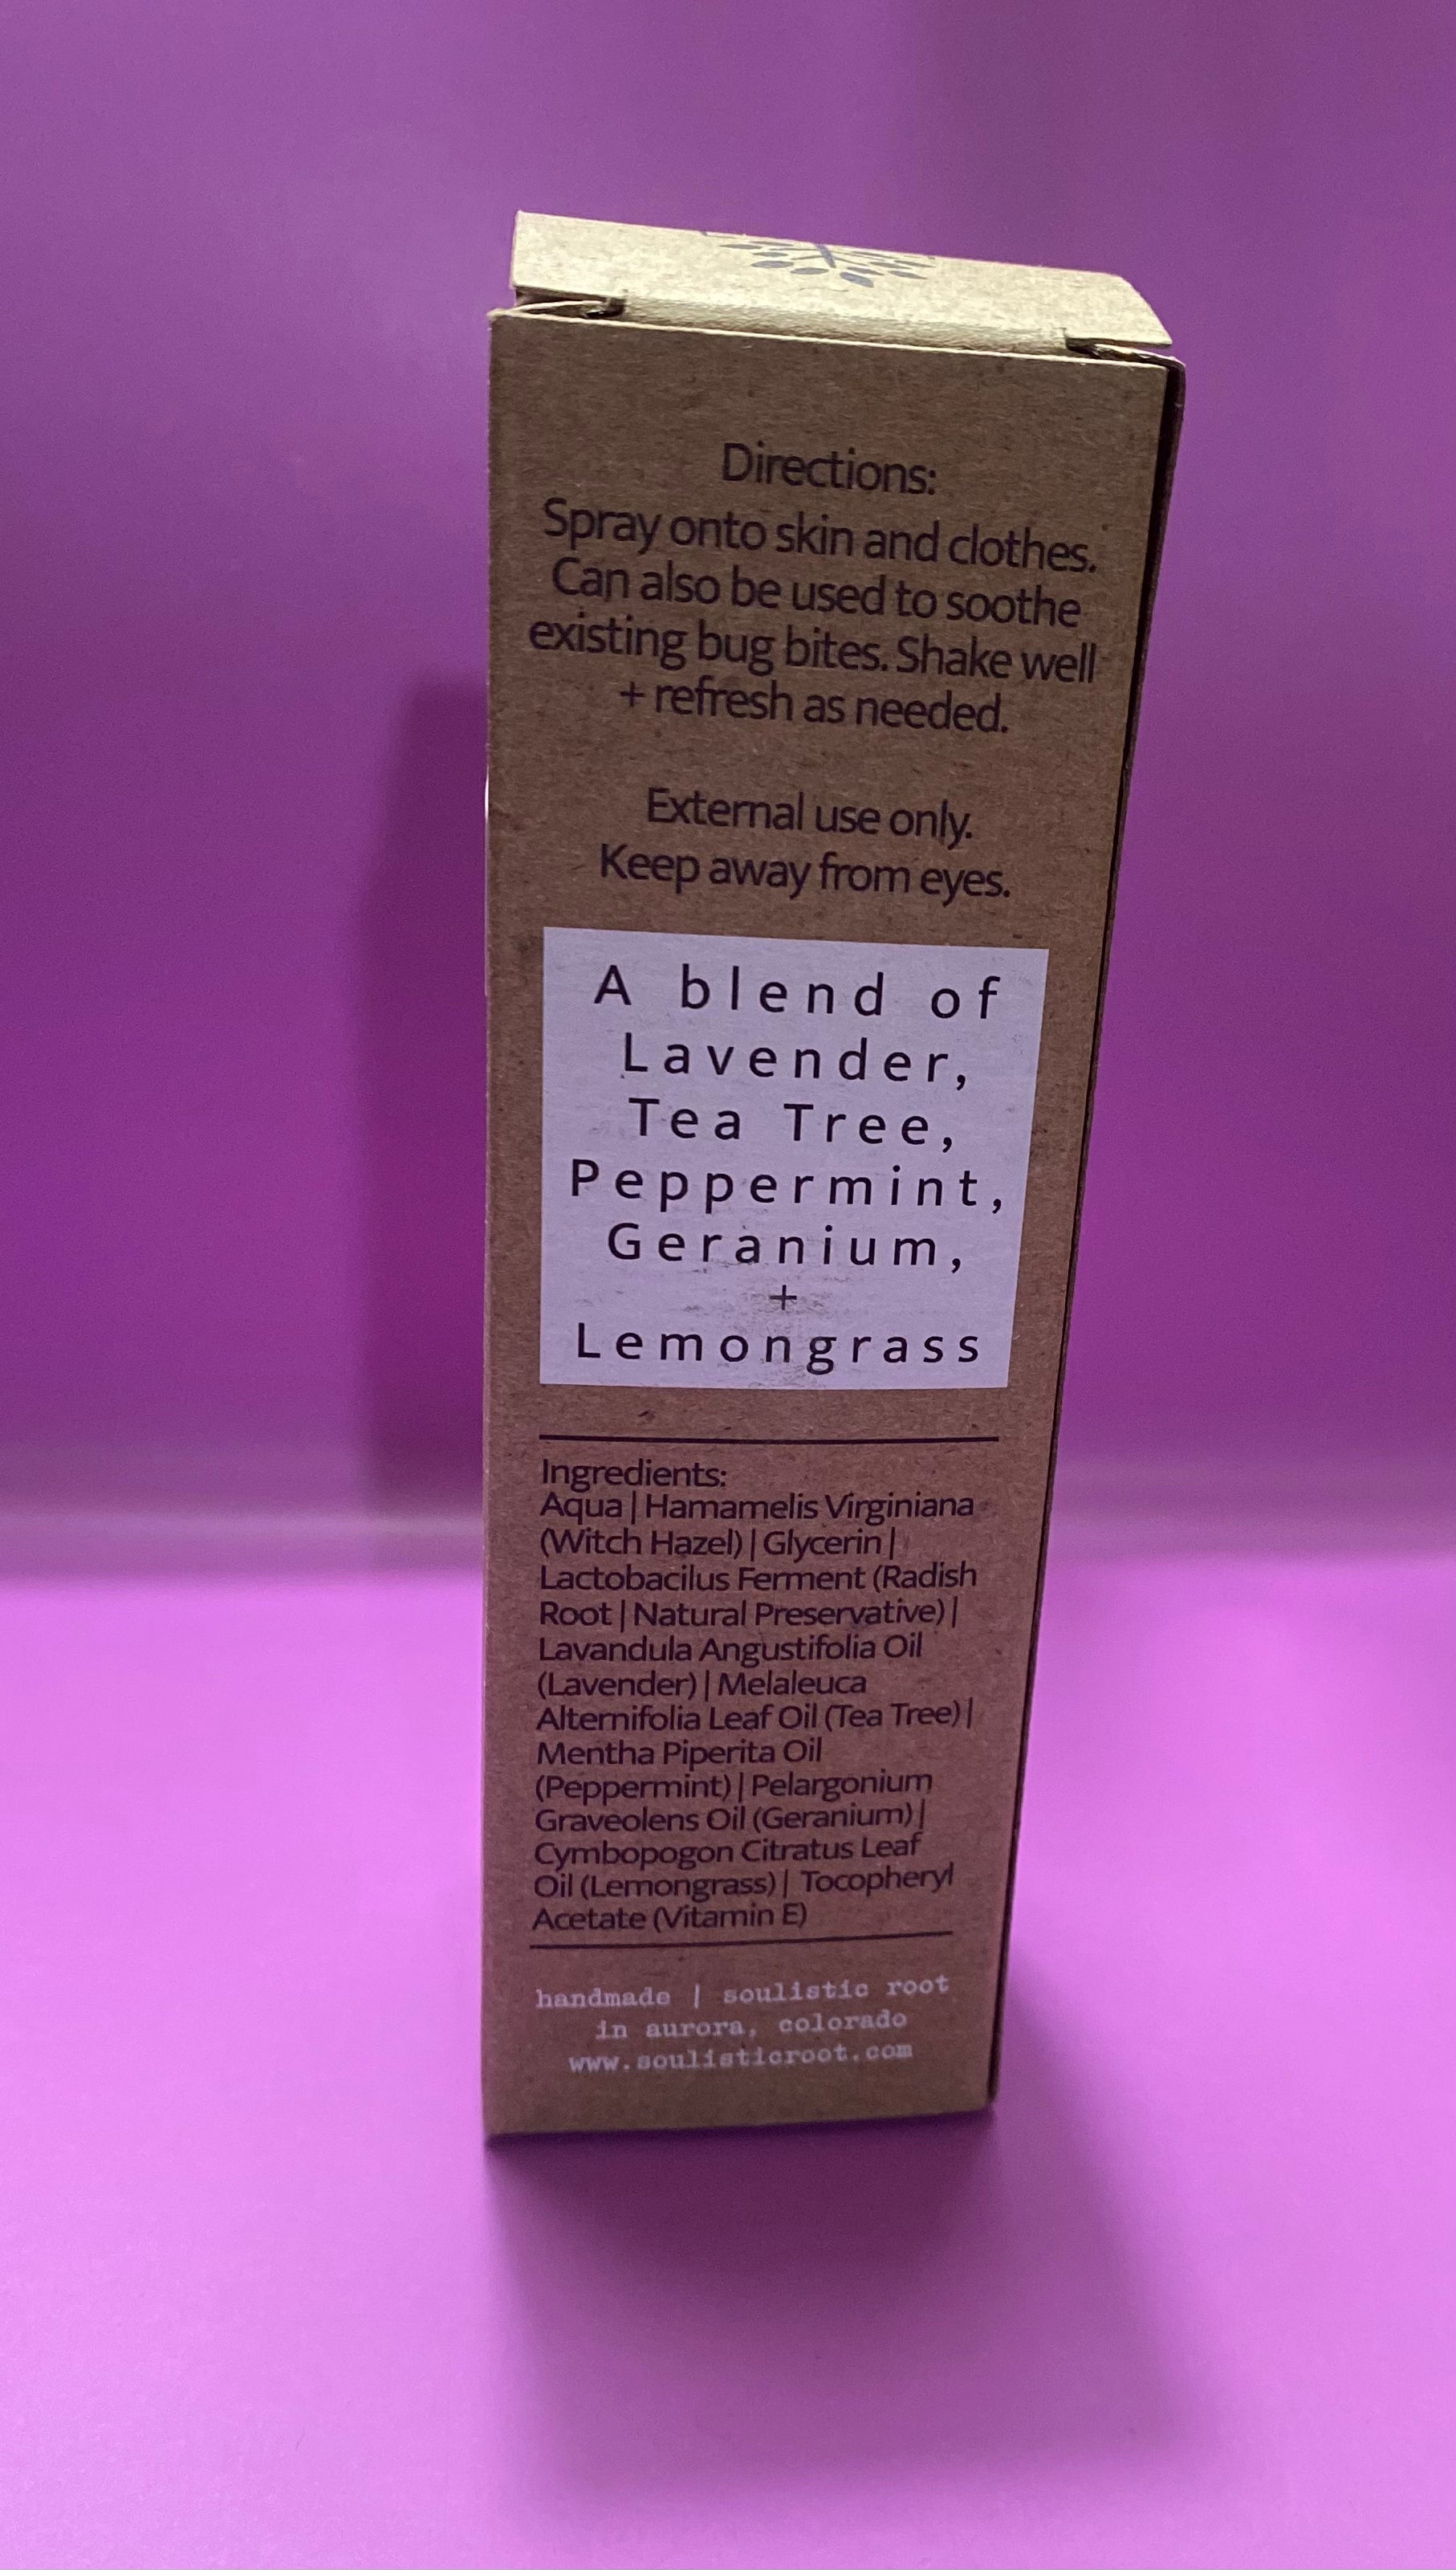 Directions:
Spray onto skin and clothes.
Can also be used to soothe
existing bug bites. Shake well
+ refresh as needed.
External use only.
Keep away from eyes.
A blend of
Lavender,
Tea Tree,
Peppermint,
Geranium,
+
Lemongrass
Ingredients:
Aqua | Hamamelis Virginiana
(Witch Hazel) | Glycerin |
Lactobacilus Ferment (Radish
Root | Natural Preservative) |
Lavandula Angustifolia Oil
(Lavender) | Melaleuca
Alternifolia Leaf Oil (Tea Tree) |
Mentha Piperita Oil
(Peppermint) | Pelargonium
Graveolens Oil (Geranium) |
Cymbopogon Citratus Leaf
Oil (Lemongrass) | Tocopheryl
Acetate (Vitamin E)
handmade | soulistic root
in aurora, colorado
www.soulisticroot.com